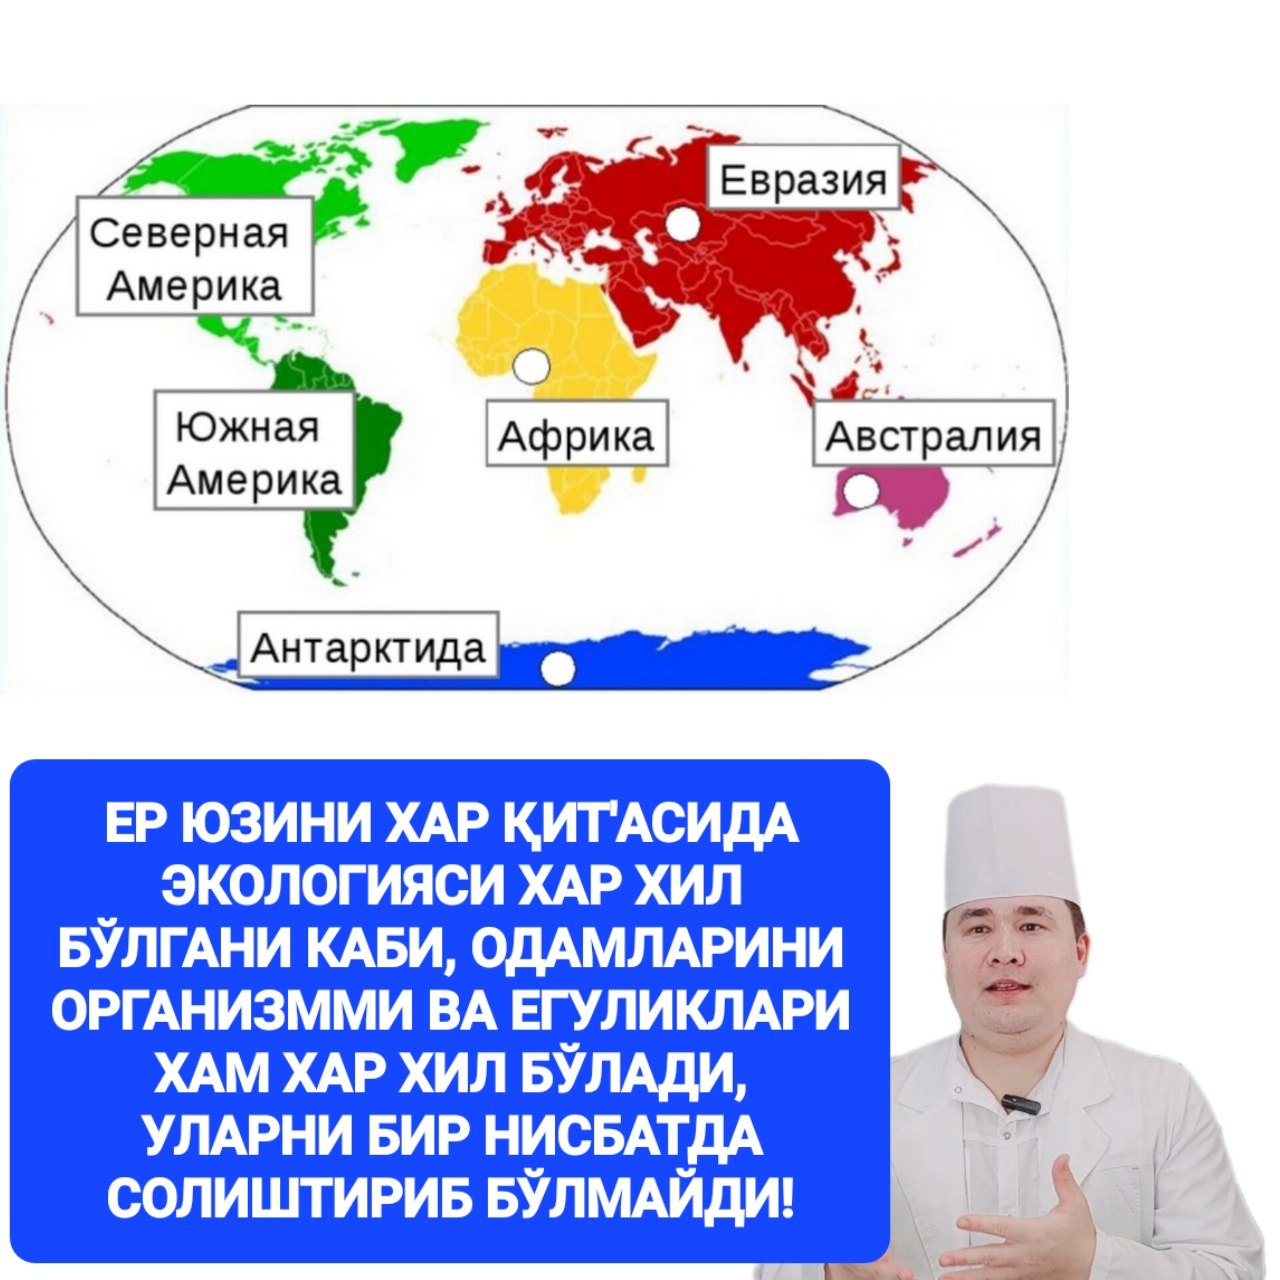 Евразия
Северная
Америка
Южная
Америка
Африка
Австралия
Антарктида
ЕР ЮЗИНИ ХАР ҚИТ'АСИДА
ЭКОЛОГИЯСИ ХАР ХИЛ
БЎЛГАНИ КАБИ, ОДАМЛАРИНИ
ОРГАНИЗММИ ВА ЕГУЛИКЛАРИ
ХАМ ХАР ХИЛ БЎЛАДИ,
УЛАРНИ БИР НИСБАТДА
СОЛИШТИРИБ БЎЛМАЙДИ!